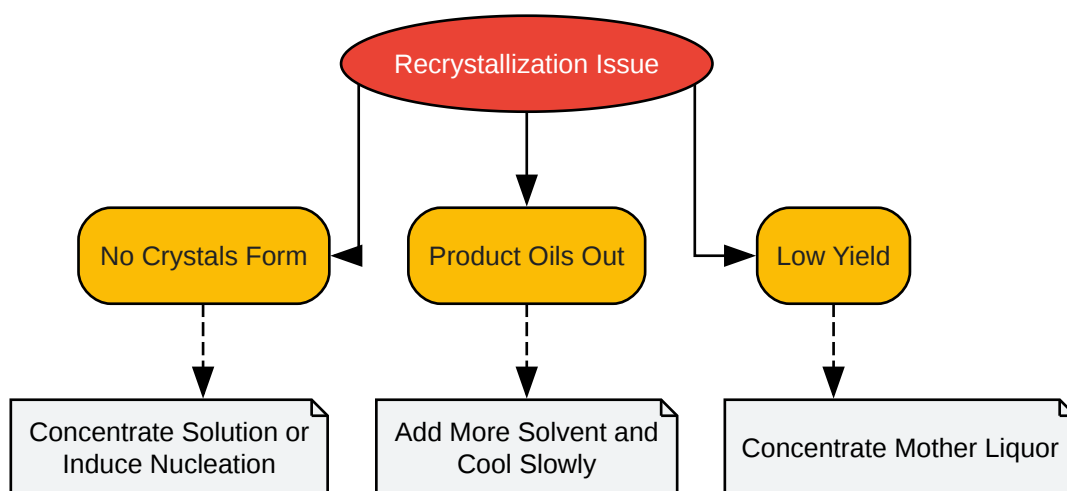 Recrystallization Issue
No Crystals Form
Product Oils Out
Low Yield
Concentrate Solution or
Induce Nucleation
Add More Solvent and
Cool Slowly
Concentrate Mother Liquor